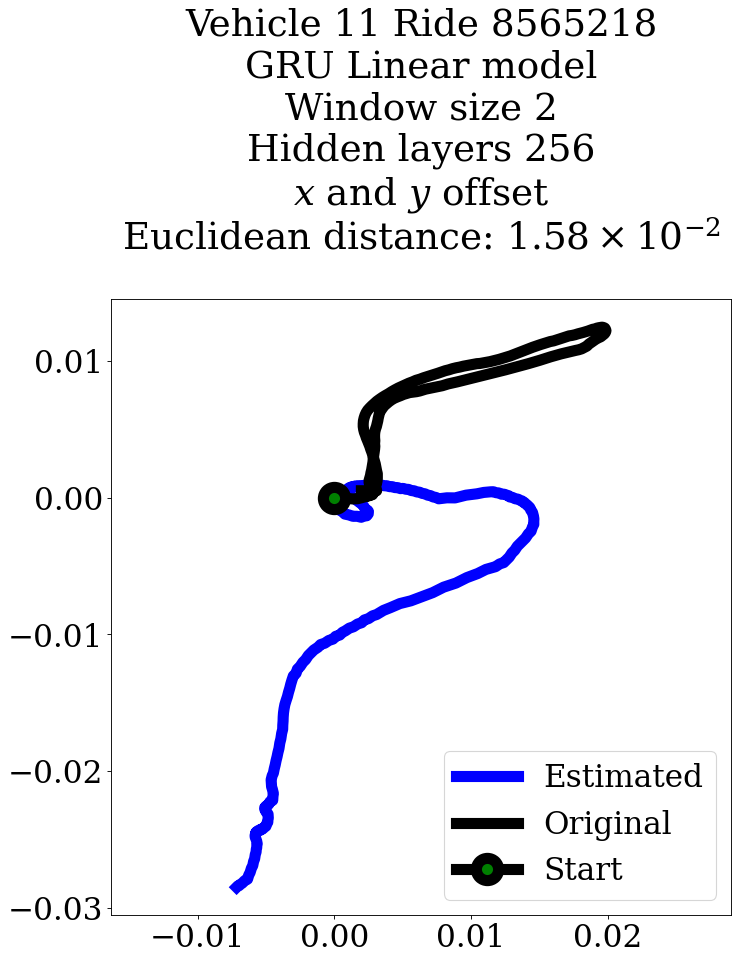 Vehicle 11 Ride 8565218
GRU Linear model
Window size 2
Hidden layers 256
x and y offset
Euclidean distance: 1.58 × 10⁻²
0.01
0.00
−0.01
−0.02
−0.03
Estimated
Original
Start
−0.01 0.00 0.01 0.02